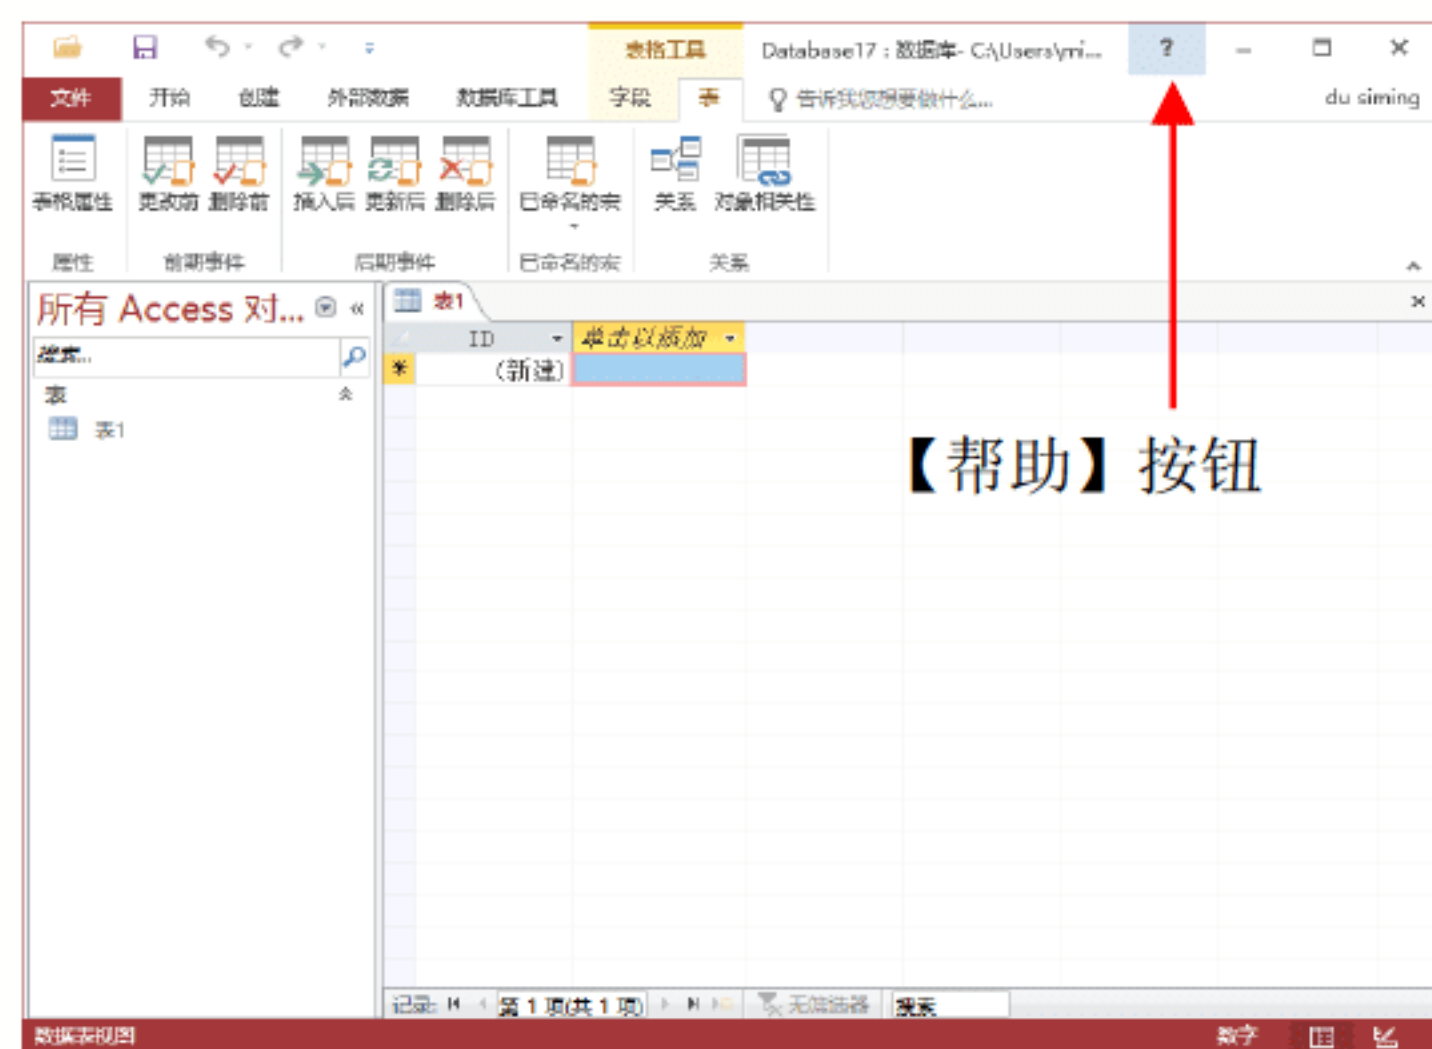 表格工具
Database17 : 数据库- C:\Users\mi... ?
文件 开始 创建 外部数据 数据库工具 字段 表 告诉我您想要做什么... du siming
表格属性 更改前 删除前 插入后 更新后 删除后 已命名的宏 关系 对象相关性
属性 前期事件 后期事件 已命名的宏 关系
所有 Access 对... «
表1
搜索...
ID 单击以添加
(新建)
表
表1
【帮助】按钮
记录: 第 1 项(共 1 项) 无筛选器 搜索
数据表视图 数字